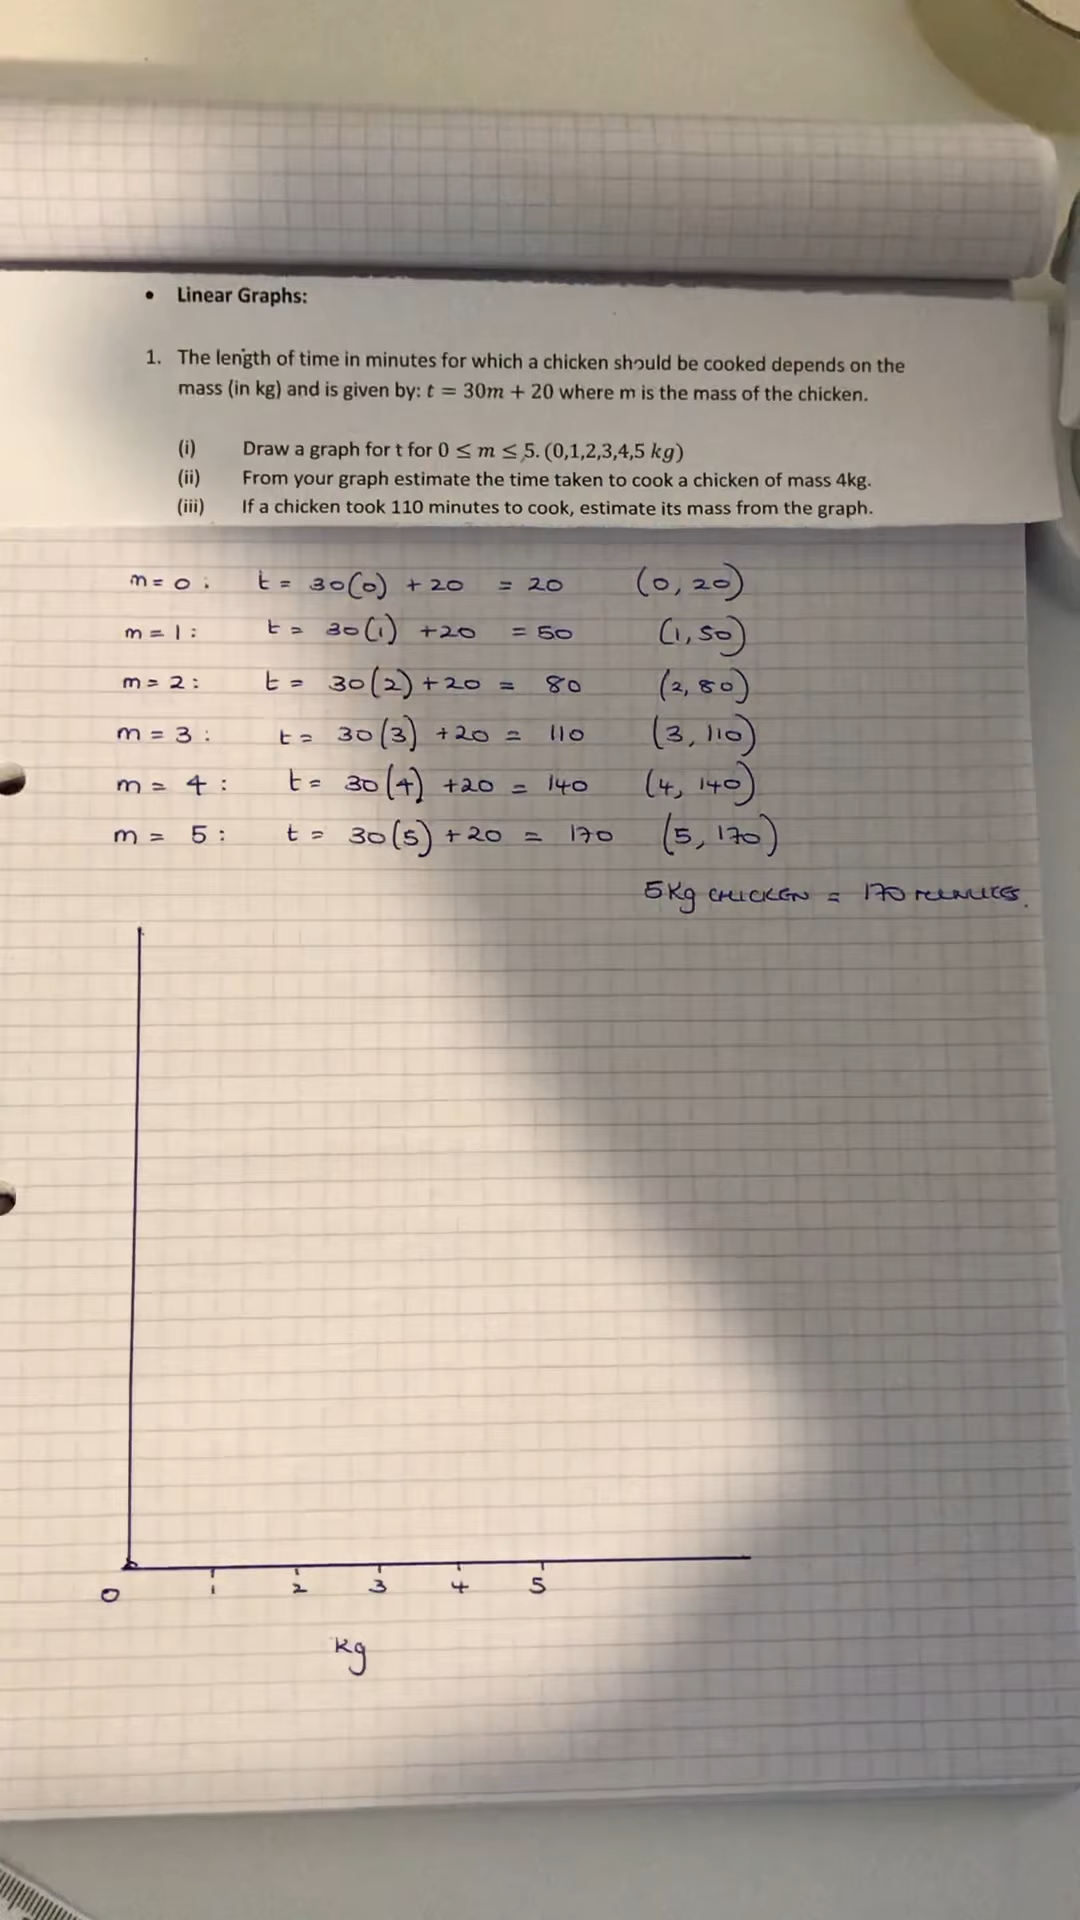 • Linear Graphs:
1. The length of time in minutes for which a chicken should be cooked depends on the
mass (in kg) and is given by: t = 30m + 20 where m is the mass of the chicken.
(i) Draw a graph for t for 0 ≤ m ≤ 5. (0,1,2,3,4,5 kg)
(ii) From your graph estimate the time taken to cook a chicken of mass 4kg.
(iii) If a chicken took 110 minutes to cook, estimate its mass from the graph.
m = 0 : t = 30(0) + 20 = 20 (0, 20)
m = 1 : t = 30(1) + 20 = 50 (1, 50)
m = 2 : t = 30(2) + 20 = 80 (2, 80)
m = 3 : t = 30(3) + 20 = 110 (3, 110)
m = 4 : t = 30(4) + 20 = 140 (4, 140)
m = 5 : t = 30(5) + 20 = 170 (5, 170)
5Kg CHICKEN = 170 MINUTES.
0 1 2 3 4 5
kg